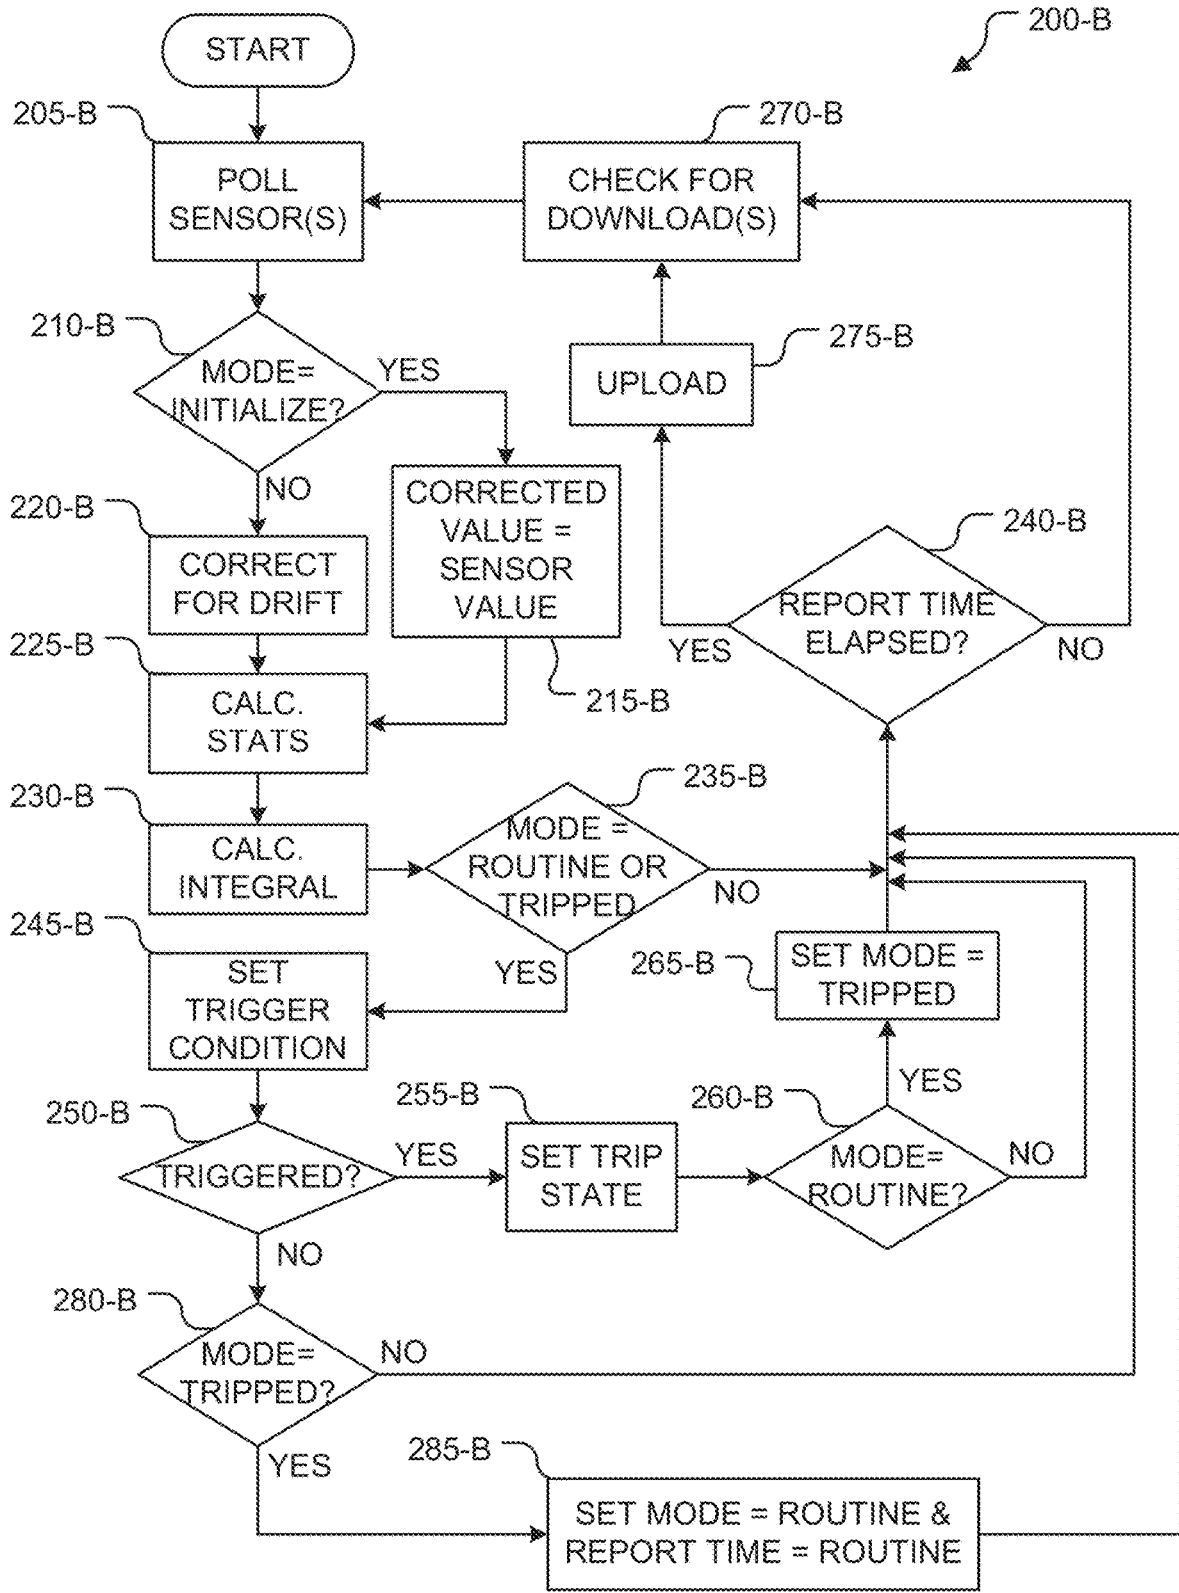 200-B
START
205-B
270-B
POLL
SENSOR(S)
CHECK FOR
DOWNLOAD(S)
210-B
275-B
MODE=
INITIALIZE?
YES
UPLOAD
NO
220-B
CORRECTED
VALUE =
SENSOR
VALUE
240-B
CORRECT
FOR DRIFT
REPORT TIME
ELAPSED?
YES
NO
225-B
215-B
CALC.
STATS
230-B
235-B
CALC.
INTEGRAL
MODE =
ROUTINE OR
TRIPPED
NO
245-B
YES
265-B
SET MODE =
TRIPPED
SET
TRIGGER
CONDITION
YES
250-B
255-B
260-B
TRIGGERED?
YES
SET TRIP
STATE
MODE=
ROUTINE?
NO
NO
280-B
MODE=
TRIPPED?
NO
YES
285-B
SET MODE = ROUTINE &
REPORT TIME = ROUTINE